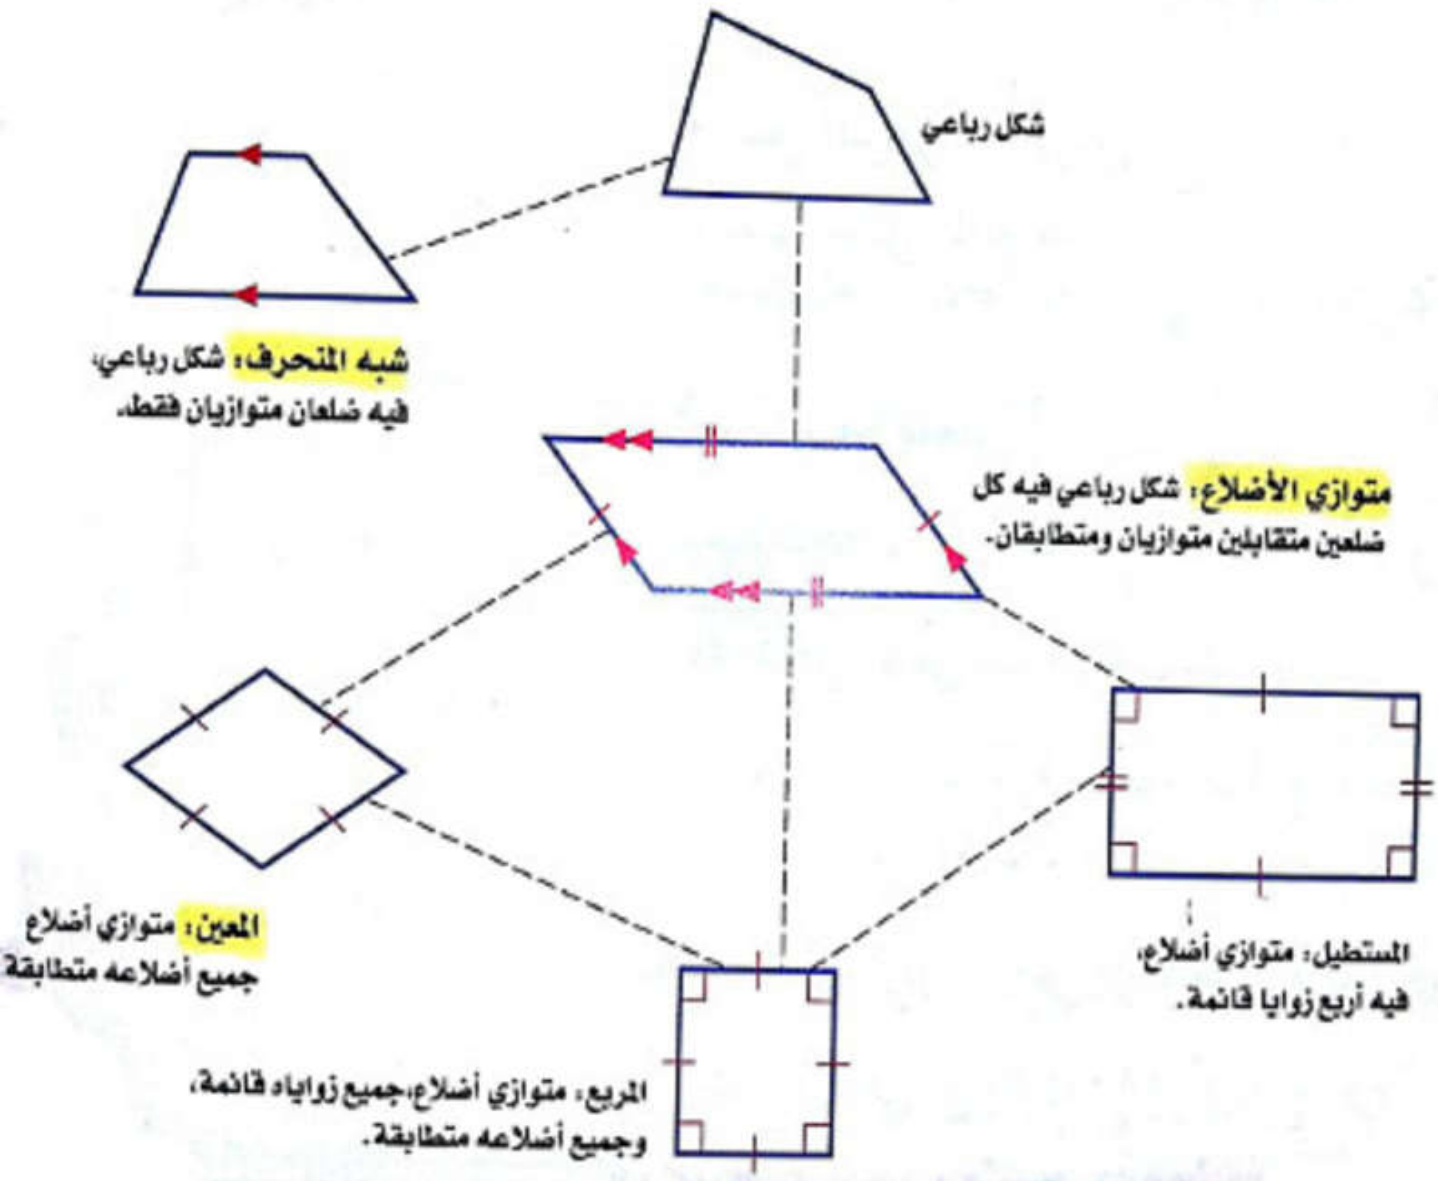 شكل رباعي
شبه المنحرف: شكل رباعي،
فيه ضلعان متوازيان فقط.
متوازي الأضلاع: شكل رباعي فيه كل
ضلعين متقابلين متوازيان ومتطابقان.
المعين: متوازي أضلاع
جميع أضلاعه متطابقة
المستطيل: متوازي أضلاع،
فيه أربع زوايا قائمة.
المربع: متوازي أضلاع،جميع زواياه قائمة،
وجميع أضلاعه متطابقة.